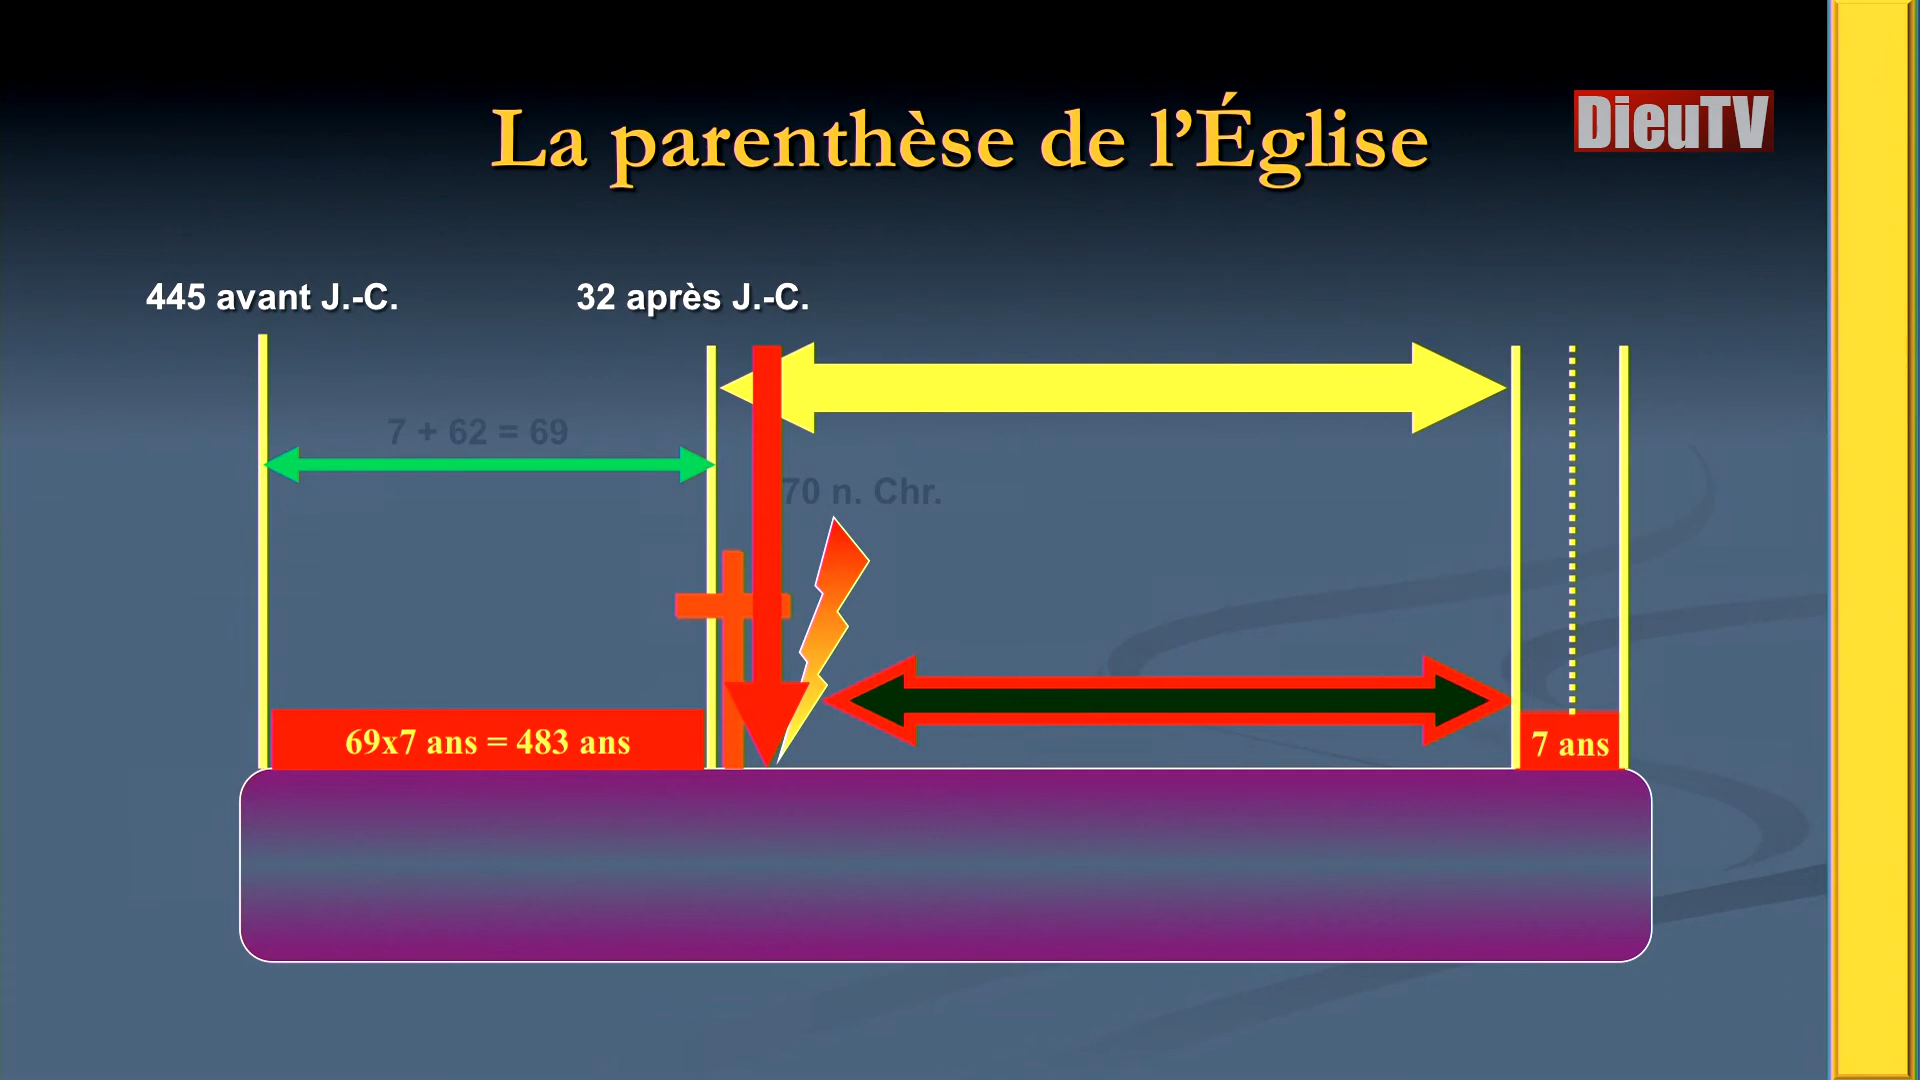 La parenthèse de l’Église
DieuTV
445 avant J.-C.
32 après J.-C.
7 + 62 = 69
70 n. Chr.
69x7 ans = 483 ans
7 ans